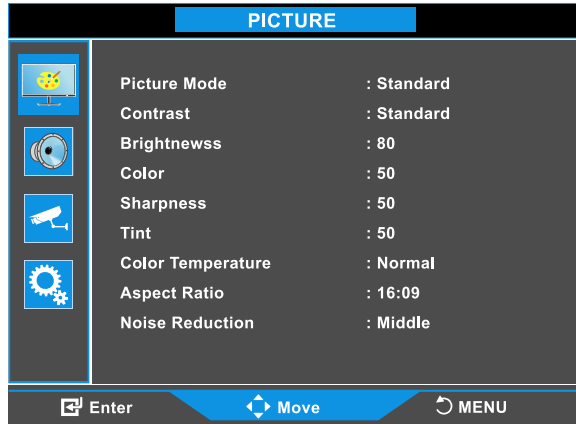 PICTURE
Picture Mode : Standard
Contrast : Standard
Brightnewss : 80
Color : 50
Sharpness : 50
Tint : 50
Color Temperature : Normal
Aspect Ratio : 16:09
Noise Reduction : Middle
Enter Move MENU